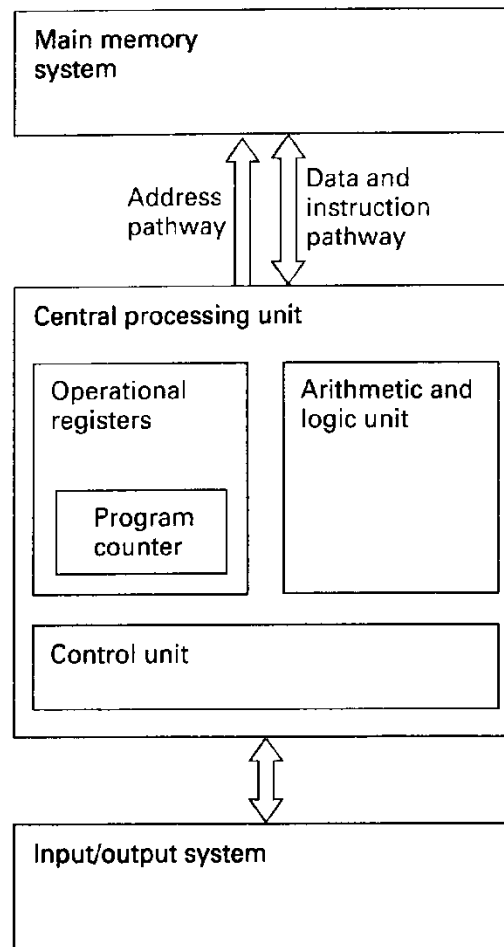 Main memory
system
Address
pathway
Data and
instruction
pathway
Central processing unit
Operational
registers
Program
counter
Arithmetic and
logic unit
Control unit
Input/output system